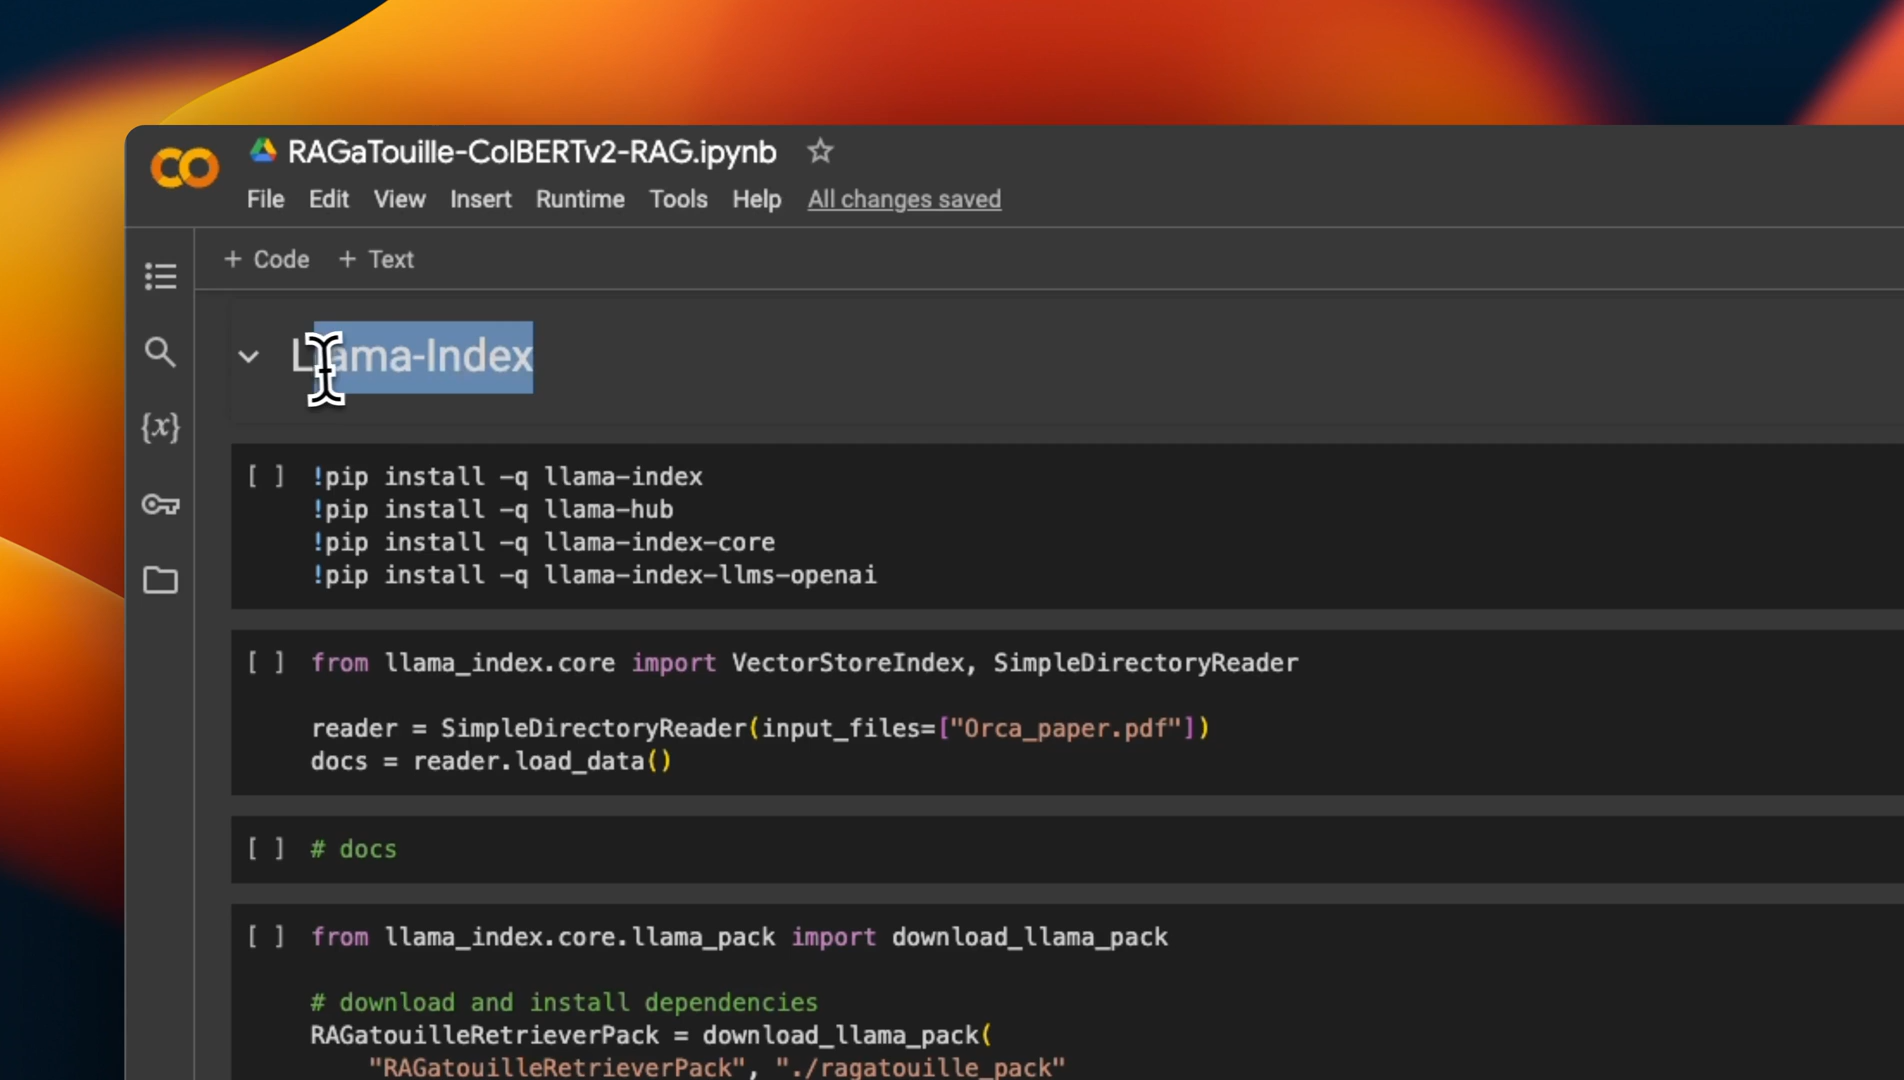 RAGaTouille-ColBERTv2-RAG.ipynb
File Edit View Insert Runtime Tools Help All changes saved
+ Code + Text
Llama-Index
[ ] !pip install -q llama-index
!pip install -q llama-hub
!pip install -q llama-index-core
!pip install -q llama-index-llms-openai
[ ] from llama_index.core import VectorStoreIndex, SimpleDirectoryReader
reader = SimpleDirectoryReader(input_files=["Orca_paper.pdf"])
docs = reader.load_data()
[ ] # docs
[ ] from llama_index.core.llama_pack import download_llama_pack
# download and install dependencies
RAGatouilleRetrieverPack = download_llama_pack(
"RAGatouilleRetrieverPack", "./ragatouille_pack"